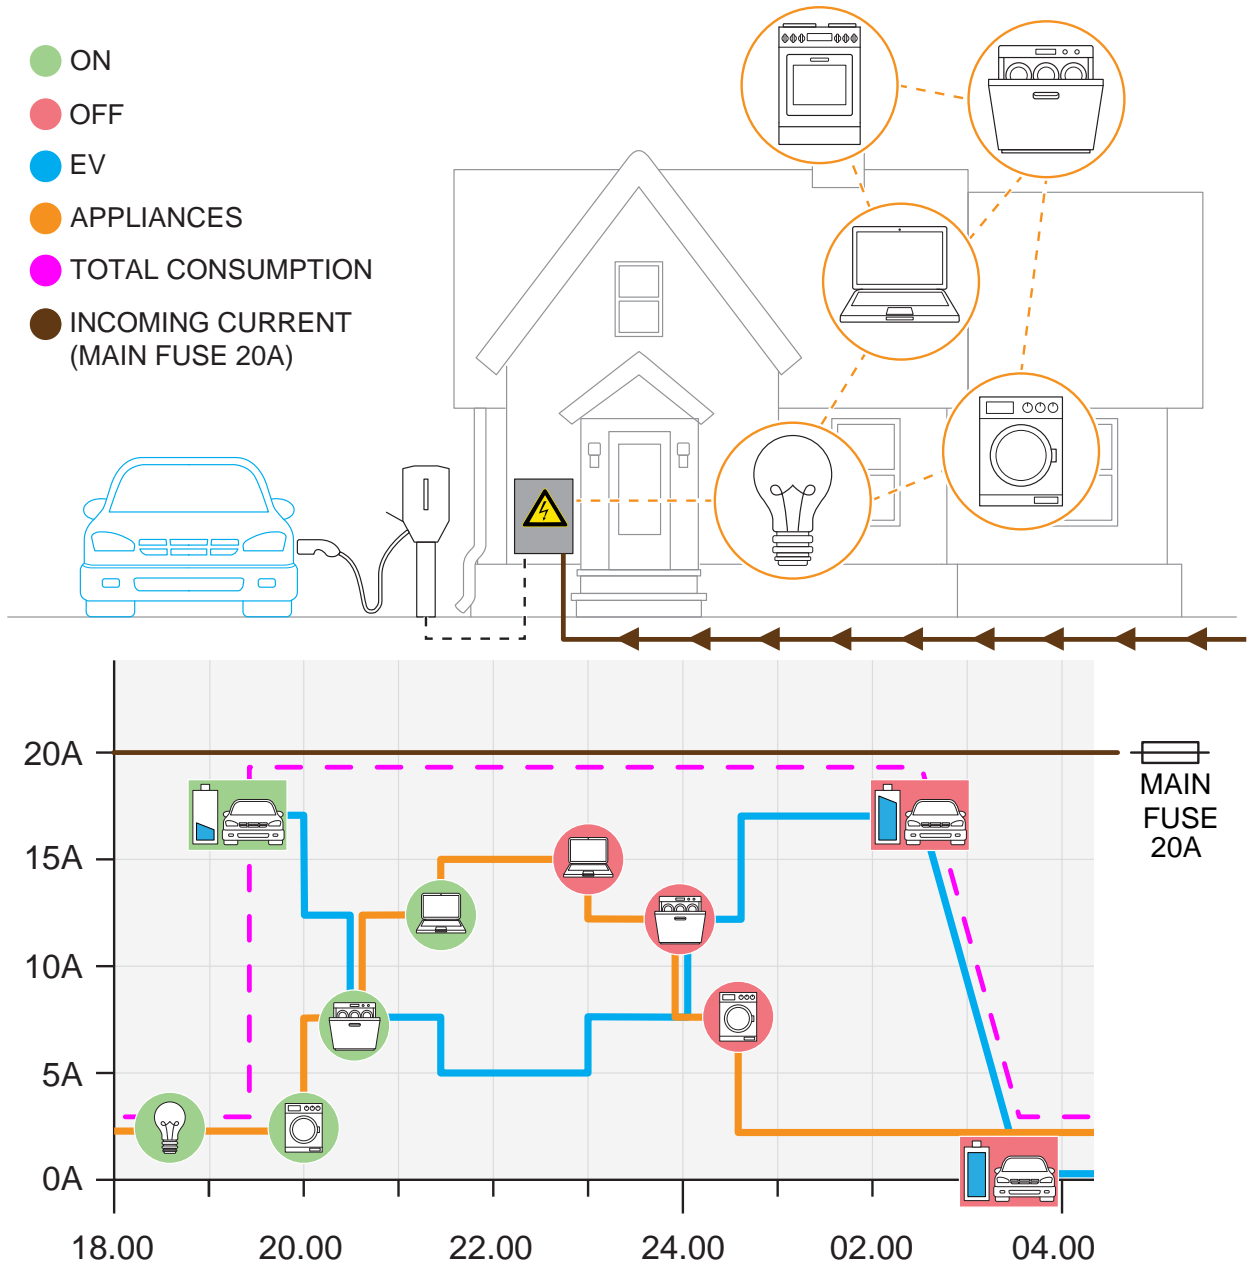 ON
OFF
EV
APPLIANCES
TOTAL CONSUMPTION
INCOMING CURRENT
(MAIN FUSE 20A)
20A
15A
10A
5A
0A
MAIN
FUSE
20A
18.00 20.00 22.00 24.00 02.00 04.00